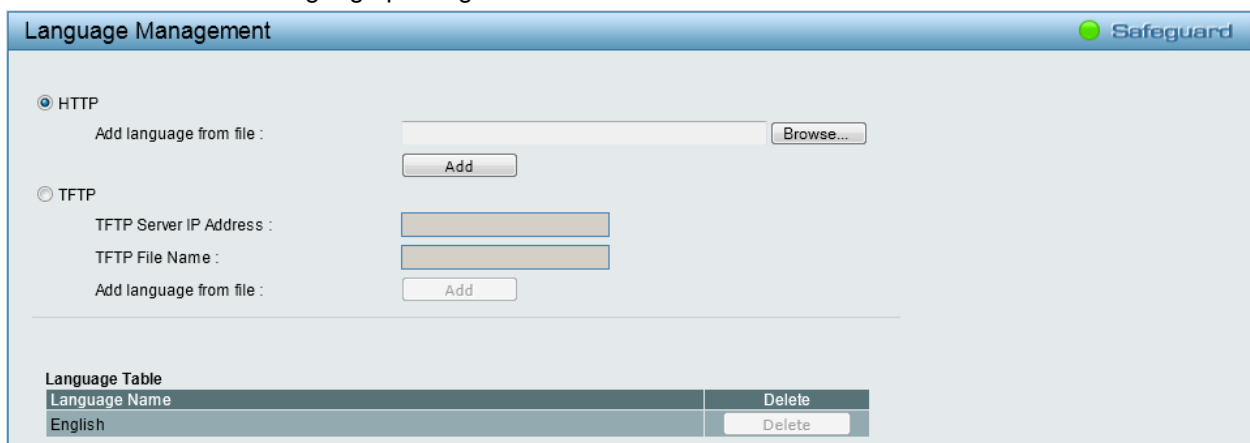 Language Management
Safeguard
HTTP
Add language from file :
Browse...
Add
TFTP
TFTP Server IP Address :
TFTP File Name :
Add language from file :
Add
Language Table
Language Name Delete
English Delete